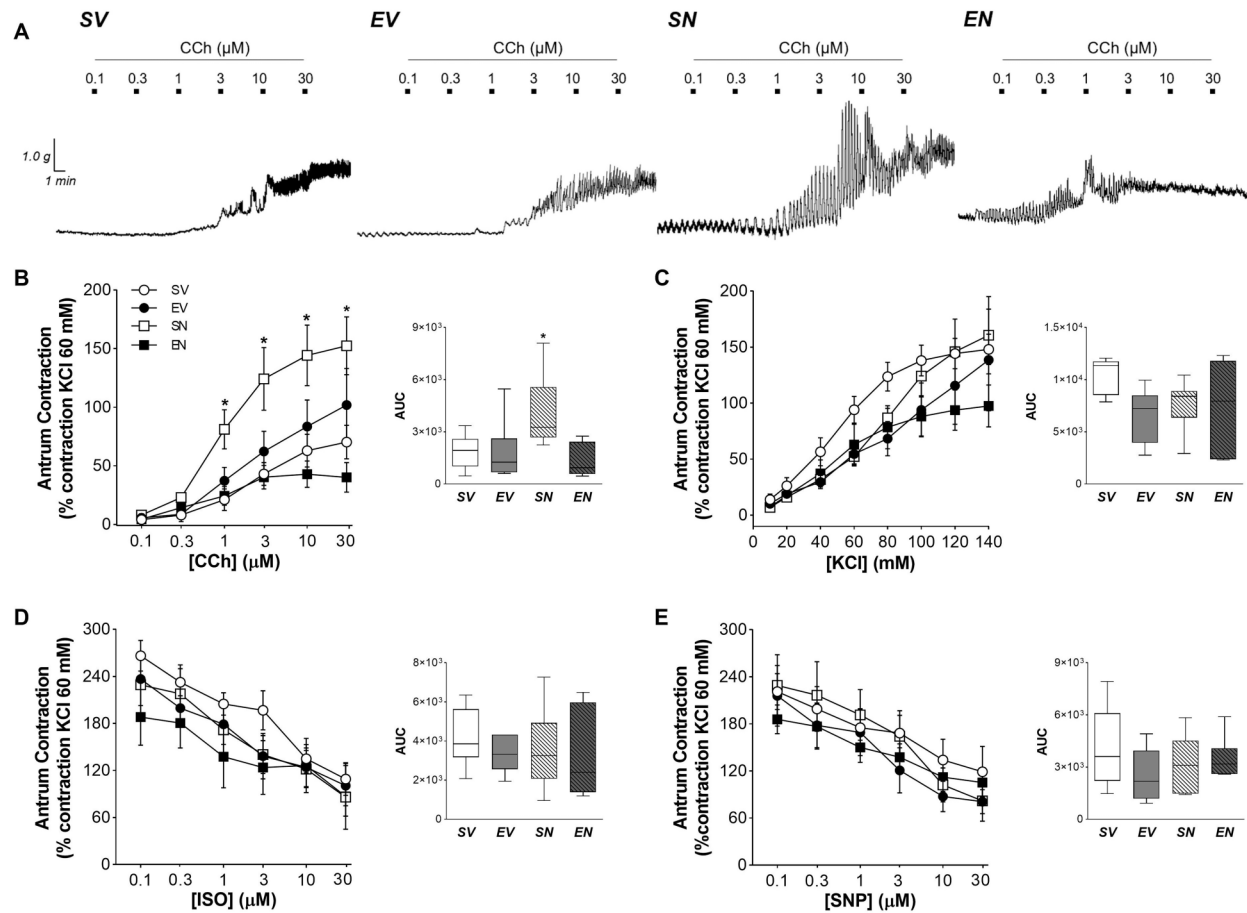 A
SV
EV
SN
EN
CCh (μM)
CCh (μM)
CCh (μM)
CCh (μM)
0.1 0.3 1 3 10 30
0.1 0.3 1 3 10 30
0.1 0.3 1 3 10 30
0.1 0.3 1 3 10 30
1.0 g
1 min
B
Antrum Contraction
(% contraction KCl 60 mM)
200
150
100
50
0
SV
EV
SN
EN
* * * *
0.1 0.3 1 3 10 30
[CCh] (μM)
AUC
9×10³
6×10³
3×10³
0
*
SV EV SN EN
C
Antrum Contraction
(% contraction KCl 60 mM)
200
150
100
50
0
20 40 60 80 100 120 140
[KCl] (mM)
AUC
1.5×10⁴
1×10⁴
5×10³
0
SV EV SN EN
D
Antrum Contraction
(% contraction KCl 60 mM)
300
240
180
120
60
0
0.1 0.3 1 3 10 30
[ISO] (μM)
AUC
8×10³
6×10³
4×10³
2×10³
0
SV EV SN EN
E
Antrum Contraction
(%contraction KCl 60 mM)
300
240
180
120
60
0
0.1 0.3 1 3 10 30
[SNP] (μM)
AUC
9×10³
6×10³
3×10³
0
SV EV SN EN